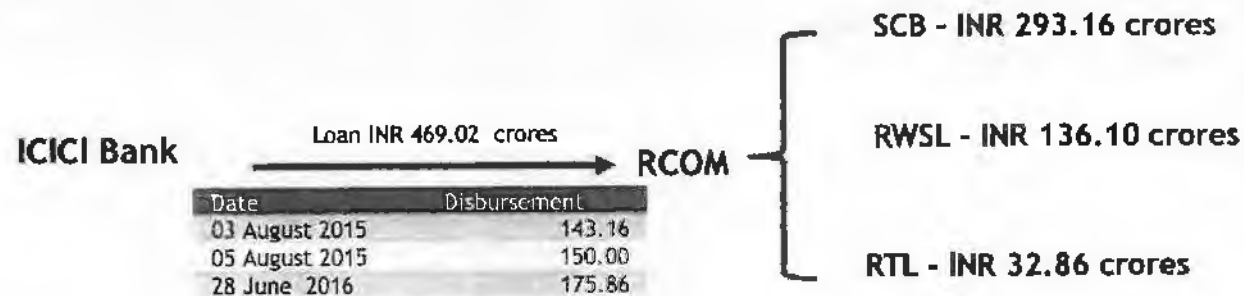 SCB - INR 293.16 crores
ICICI Bank
Loan INR 469.02 crores
RCOM
RWSL - INR 136.10 crores
Date Disbursement
03 August 2015 143.16
05 August 2015 150.00
28 June 2016 175.86
RTL - INR 32.86 crores